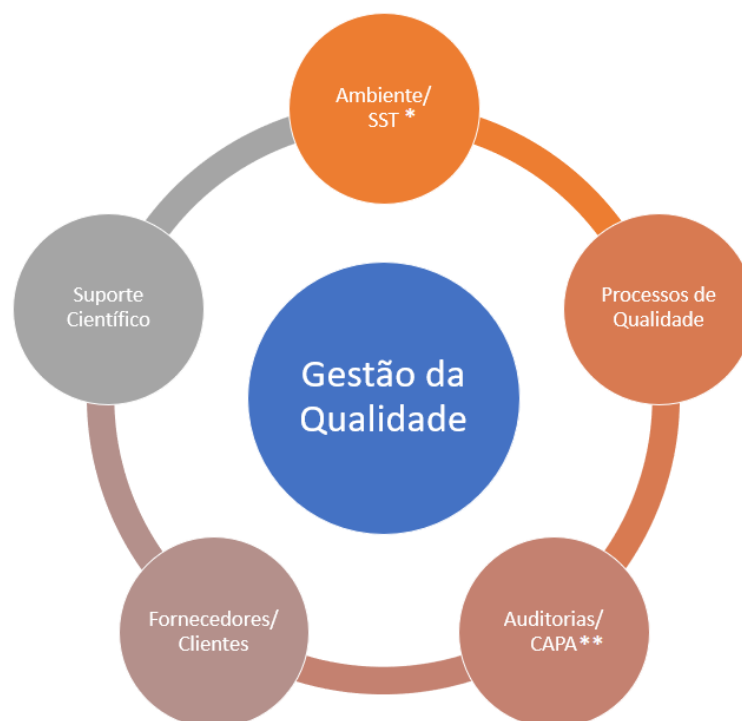 Ambiente/
SST *
Processos de
Qualidade
Auditorias/
CAPA**
Fornecedores/
Clientes
Suporte
Científico
Gestão da
Qualidade